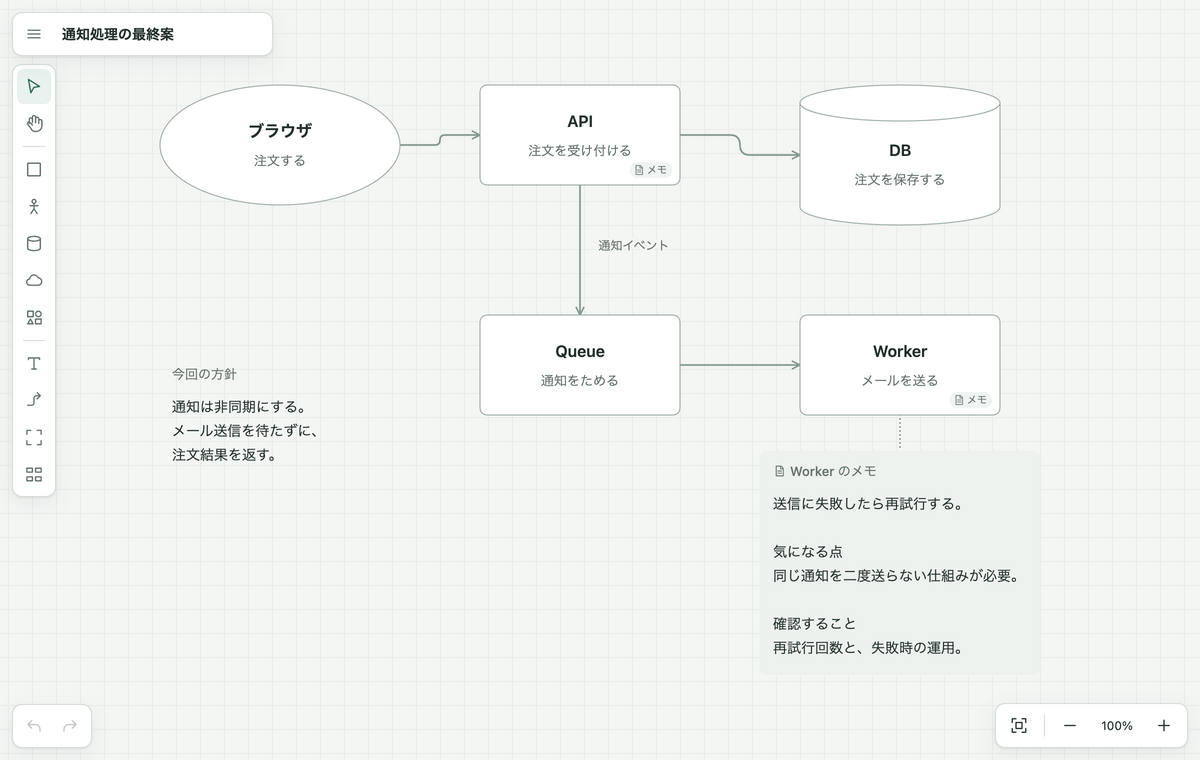 通知処理の最終案
ブラウザ
注文する
API
注文を受け付ける
メモ
DB
注文を保存する
通知イベント
Queue
通知をためる
Worker
メールを送る
メモ
今回の方針
通知は非同期にする。
メール送信を待たずに、
注文結果を返す。
Worker のメモ
送信に失敗したら再試行する。
気になる点
同じ通知を二度送らない仕組みが必要。
確認すること
再試行回数と、失敗時の運用。
T
100%